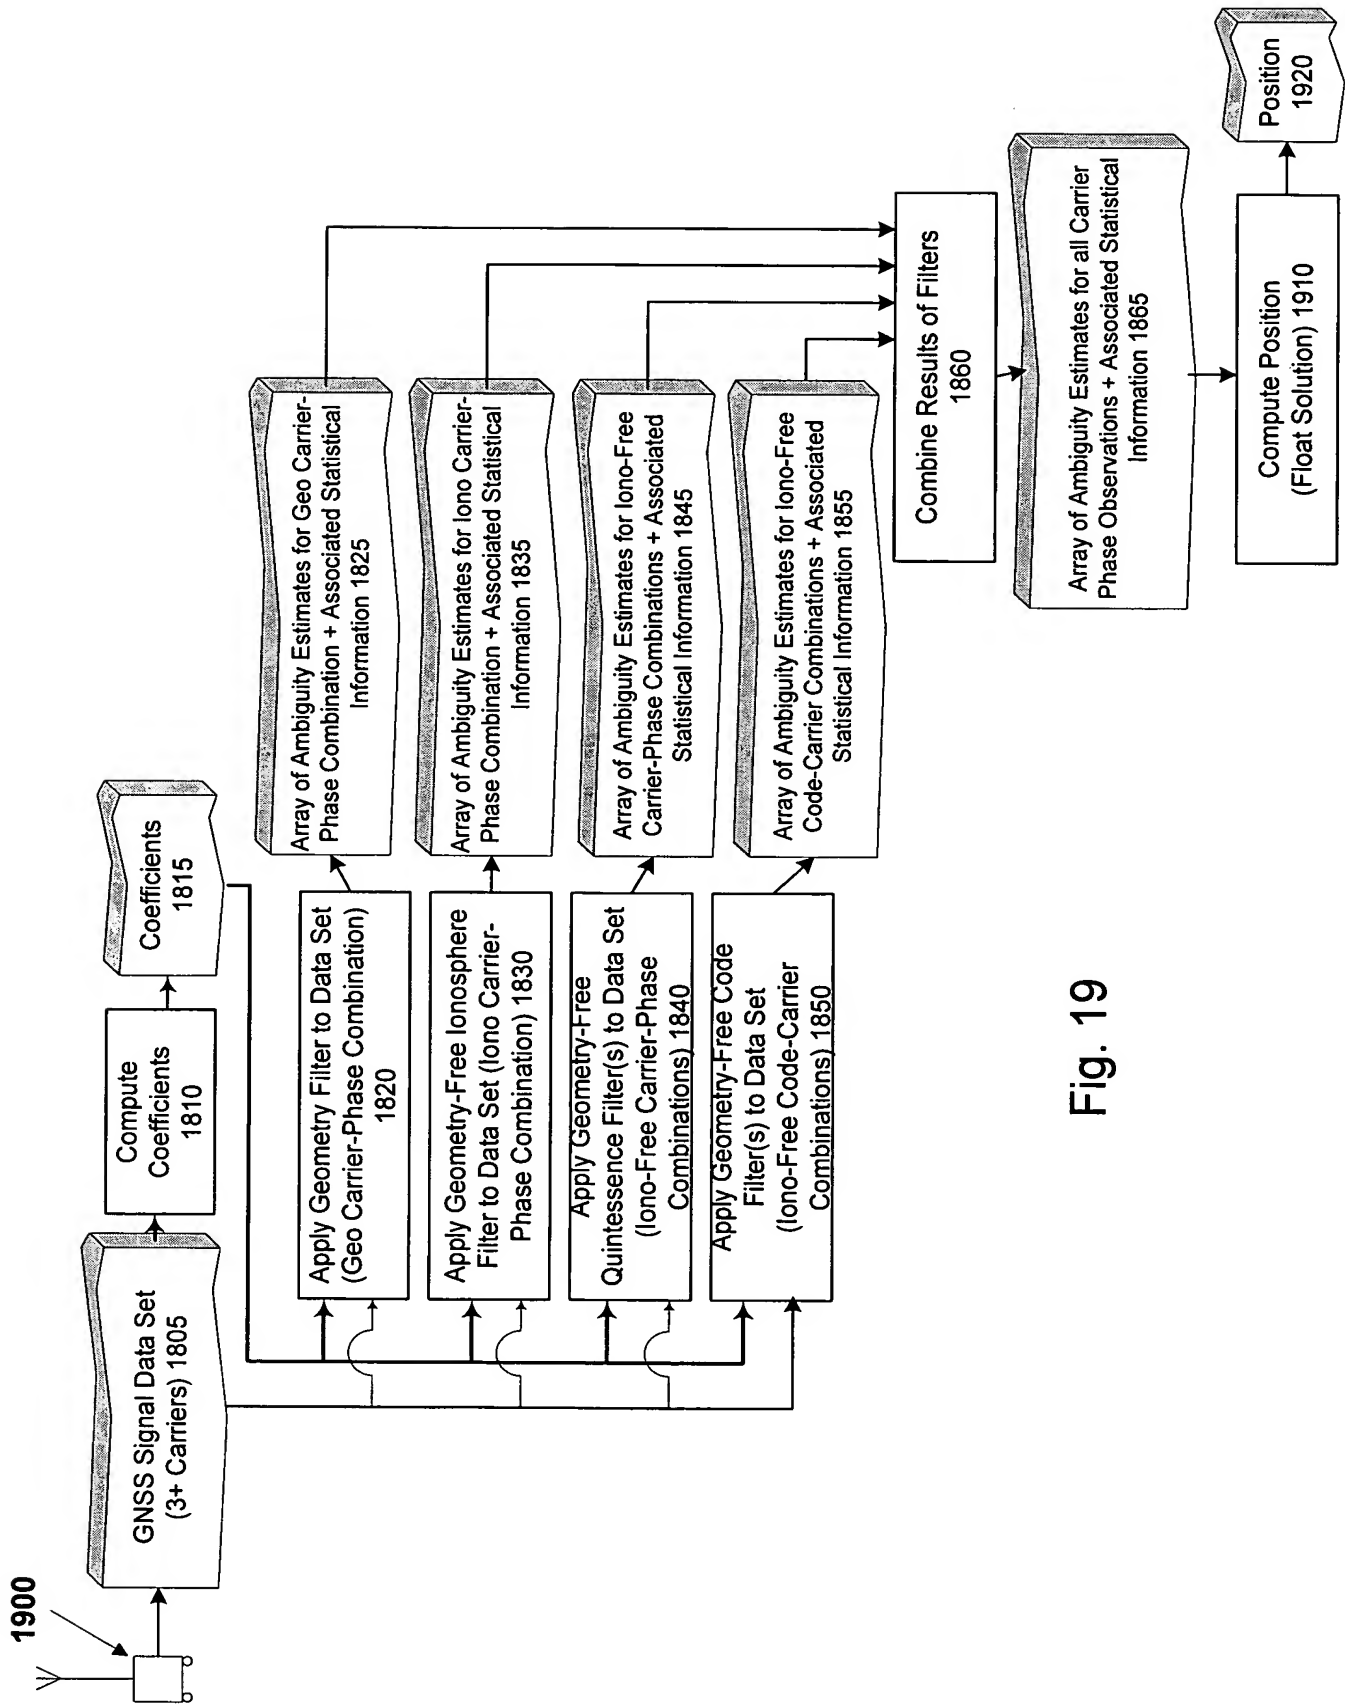 1900
GNSS Signal Data Set
(3+ Carriers) 1805
Compute
Coefficients
1810
Coefficients
1815
Apply Geometry Filter to Data Set
(Geo Carrier-Phase Combination)
1820
Array of Ambiguity Estimates for Geo Carrier-
Phase Combination + Associated Statistical
Information 1825
Apply Geometry-Free Ionosphere
Filter to Data Set (Iono Carrier-
Phase Combination) 1830
Array of Ambiguity Estimates for Iono Carrier-
Phase Combination + Associated Statistical
Information 1835
Apply Geometry-Free
Quintessence Filter(s) to Data Set
(Iono-Free Carrier-Phase
Combinations) 1840
Array of Ambiguity Estimates for Iono-Free
Carrier-Phase Combinations + Associated
Statistical Information 1845
Apply Geometry-Free Code
Filter(s) to Data Set
(Iono-Free Code-Carrier
Combinations) 1850
Array of Ambiguity Estimates for Iono-Free
Code-Carrier Combinations + Associated
Statistical Information 1855
Combine Results of Filters
1860
Array of Ambiguity Estimates for all Carrier
Phase Observations + Associated Statistical
Information 1865
Compute Position
(Float Solution) 1910
Position
1920
Fig. 19